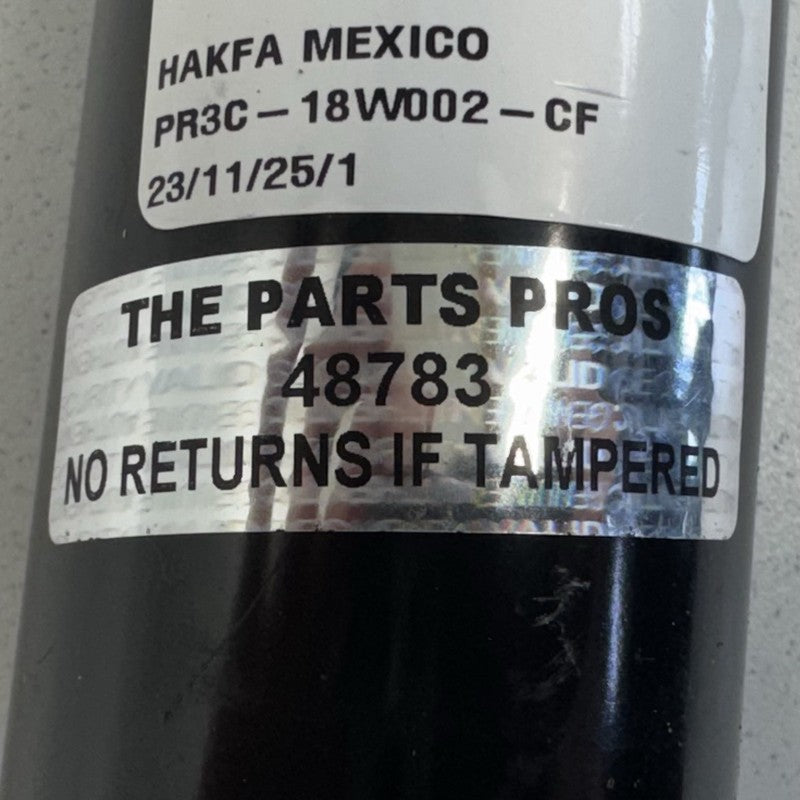 HAKFA MEXICO
PR3C-18W002-CF
23/11/25/1
THE PARTS PROS
48783
NO RETURNS IF TAMPERED